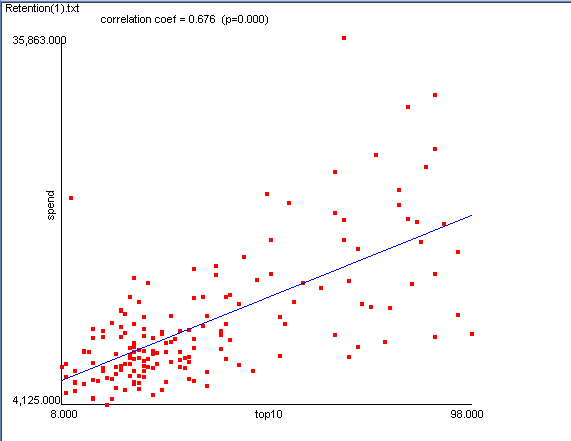 Retention(1).txt
correlation coef = 0.676 (p=0.000)
35,863.000
spend
4,125.000
8.000 top10 98.000